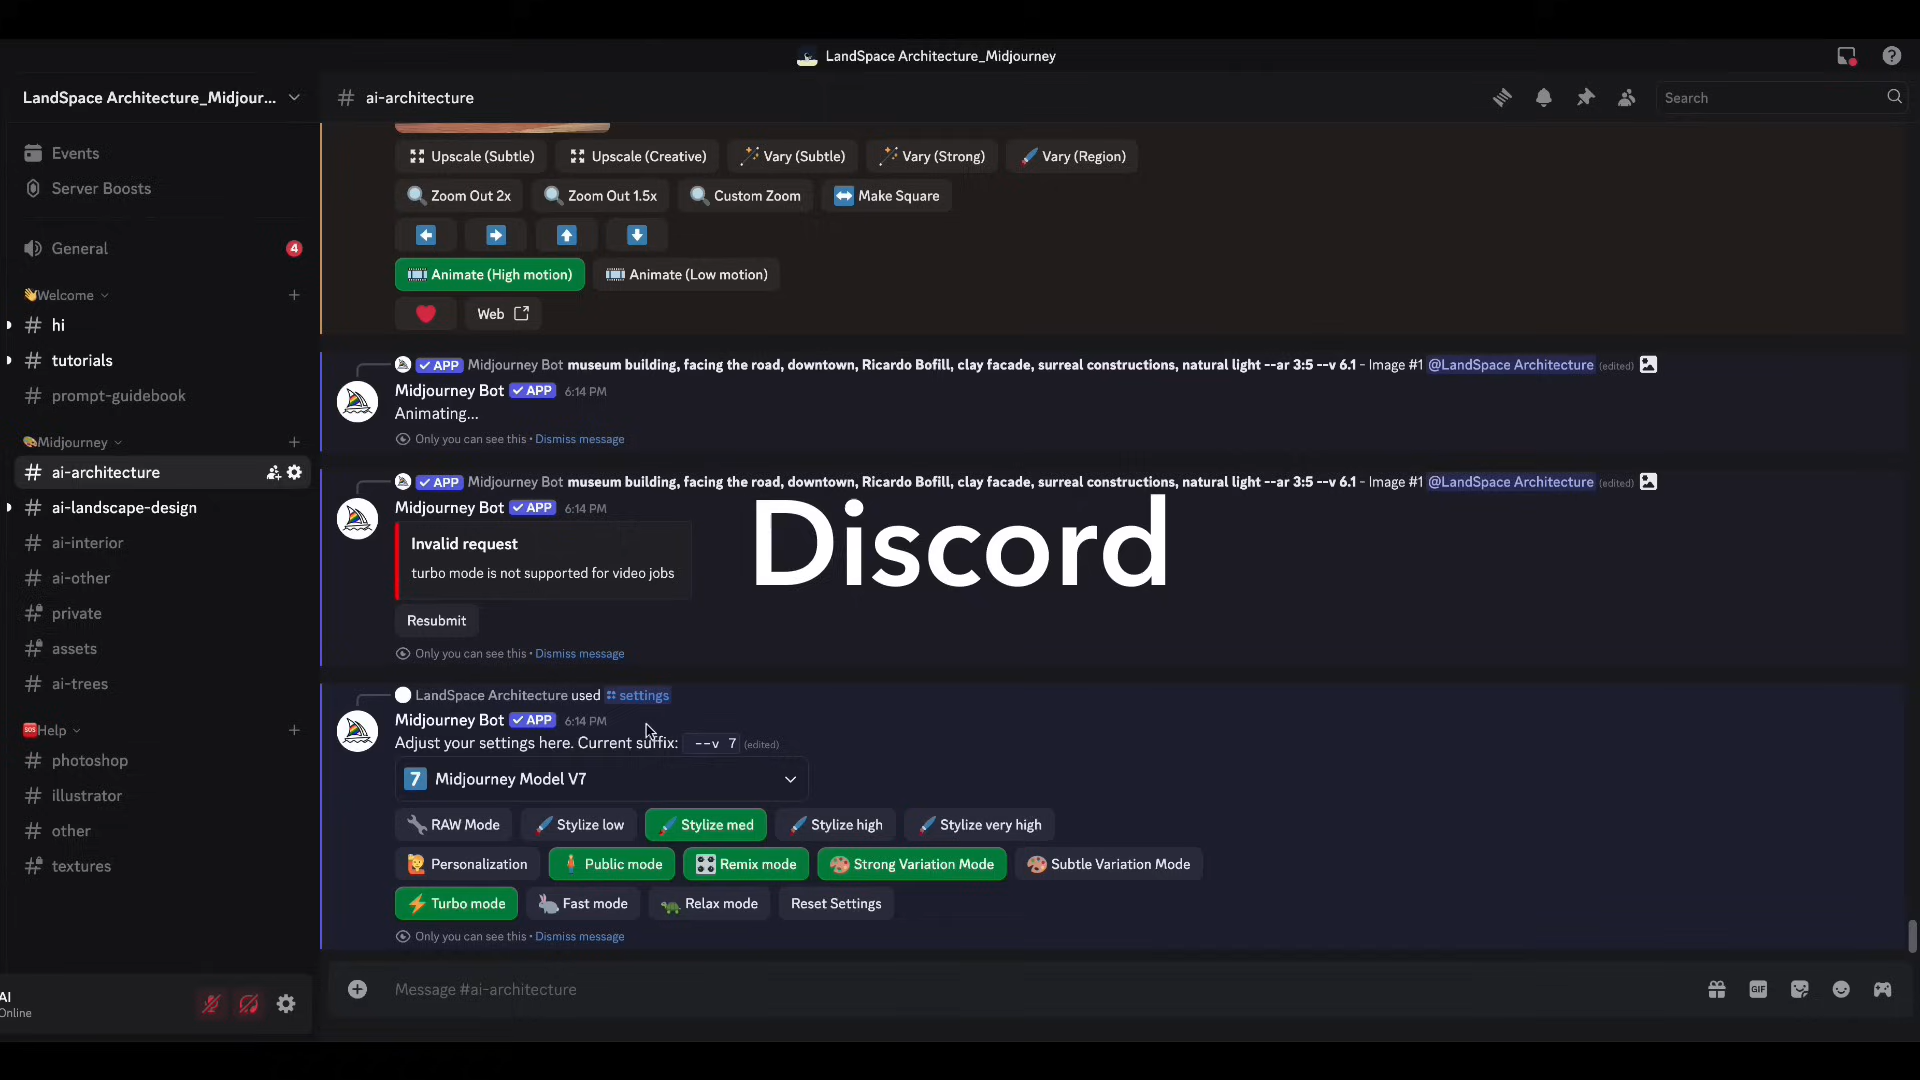 LandSpace Architecture_Midjourney
LandSpace Architecture_Midjour...
# ai-architecture
Search
Events
Server Boosts
General
4
Welcome
hi
tutorials
prompt-guidebook
Midjourney
ai-architecture
ai-landscape-design
ai-interior
ai-other
private
assets
ai-trees
SOS Help
photoshop
illustrator
other
textures
AI
Online
Upscale (Subtle) Upscale (Creative) Vary (Subtle) Vary (Strong) Vary (Region)
Zoom Out 2x Zoom Out 1.5x Custom Zoom Make Square
Animate (High motion) Animate (Low motion)
Web
APP Midjourney Bot museum building, facing the road, downtown, Ricardo Bofill, clay facade, surreal constructions, natural light --ar 3:5 --v 6.1 - Image #1 @LandSpace Architecture (edited)
Midjourney Bot APP 6:14 PM
Animating...
Only you can see this • Dismiss message
APP Midjourney Bot museum building, facing the road, downtown, Ricardo Bofill, clay facade, surreal constructions, natural light --ar 3:5 --v 6.1 - Image #1 @LandSpace Architecture (edited)
Midjourney Bot APP 6:14 PM
Invalid request
turbo mode is not supported for video jobs
Discord
Resubmit
Only you can see this • Dismiss message
LandSpace Architecture used settings
Midjourney Bot APP 6:14 PM
Adjust your settings here. Current suffix: --v 7 (edited)
7 Midjourney Model V7
RAW Mode Stylize low Stylize med Stylize high Stylize very high
Personalization Public mode Remix mode Strong Variation Mode Subtle Variation Mode
Turbo mode Fast mode Relax mode Reset Settings
Only you can see this • Dismiss message
Message #ai-architecture
GIF